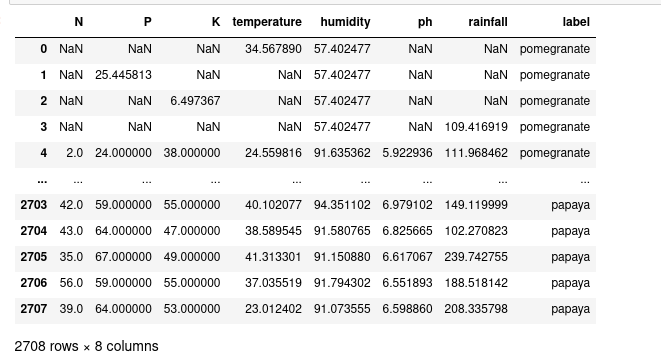 N P K temperature humidity ph rainfall label
0 NaN NaN NaN 34.567890 57.402477 NaN NaN pomegranate
1 NaN 25.445813 NaN NaN 57.402477 NaN NaN pomegranate
2 NaN NaN 6.497367 NaN 57.402477 NaN NaN pomegranate
3 NaN NaN NaN NaN 57.402477 NaN 109.416919 pomegranate
4 2.0 24.000000 38.000000 24.559816 91.635362 5.922936 111.968462 pomegranate
... ... ... ... ... ... ... ... ...
2703 42.0 59.000000 55.000000 40.102077 94.351102 6.979102 149.119999 papaya
2704 43.0 64.000000 47.000000 38.589545 91.580765 6.825665 102.270823 papaya
2705 35.0 67.000000 49.000000 41.313301 91.150880 6.617067 239.742755 papaya
2706 56.0 59.000000 55.000000 37.035519 91.794302 6.551893 188.518142 papaya
2707 39.0 64.000000 53.000000 23.012402 91.073555 6.598860 208.335798 papaya
2708 rows × 8 columns